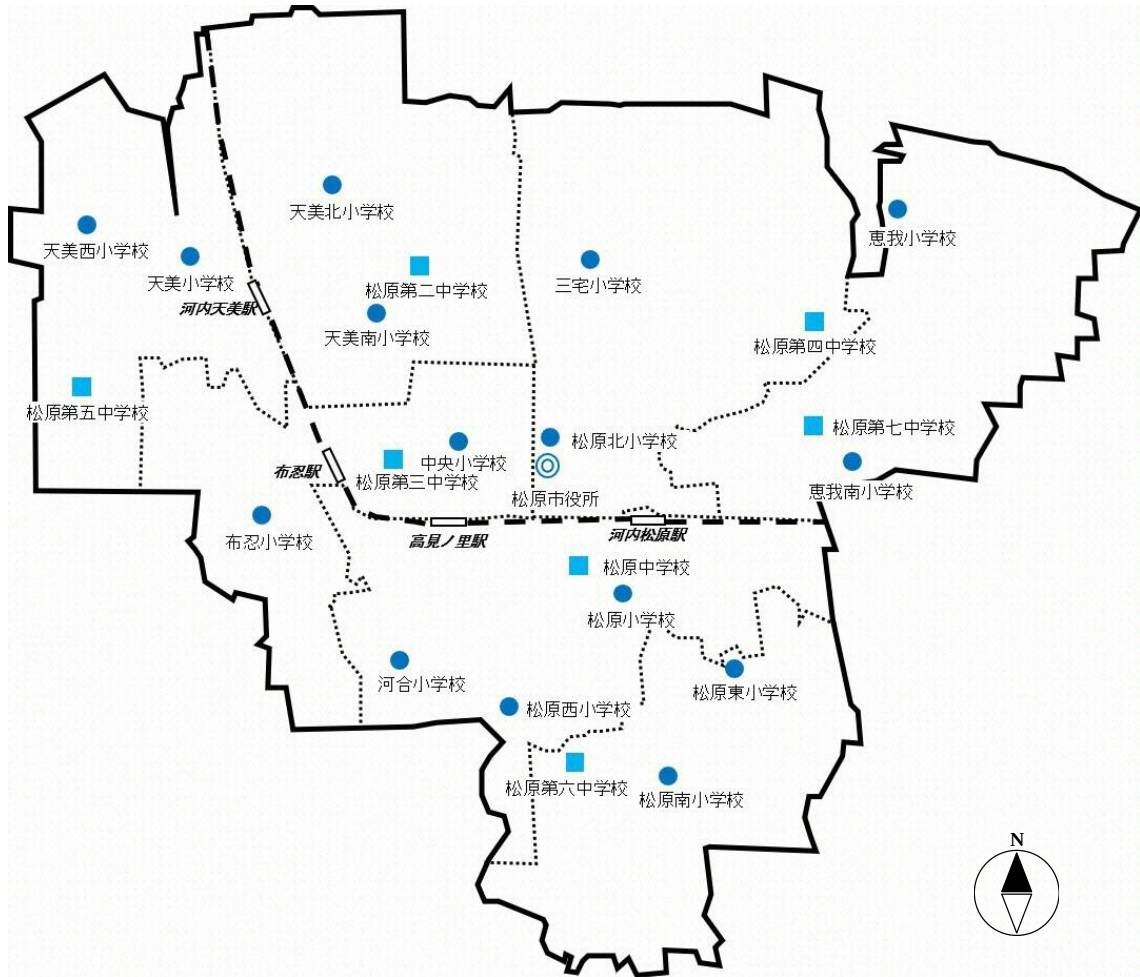 天美北小学校
天美西小学校
恵我小学校
天美小学校
三宅小学校
松原第二中学校
河内天美駅
天美南小学校
松原第四中学校
松原第五中学校
松原第七中学校
松原北小学校
中央小学校
布忍駅
松原第三中学校
恵我南小学校
松原市役所
布忍小学校
高見ノ里駅
河内松原駅
松原中学校
松原小学校
河合小学校
松原東小学校
松原西小学校
松原第六中学校
松原南小学校
N